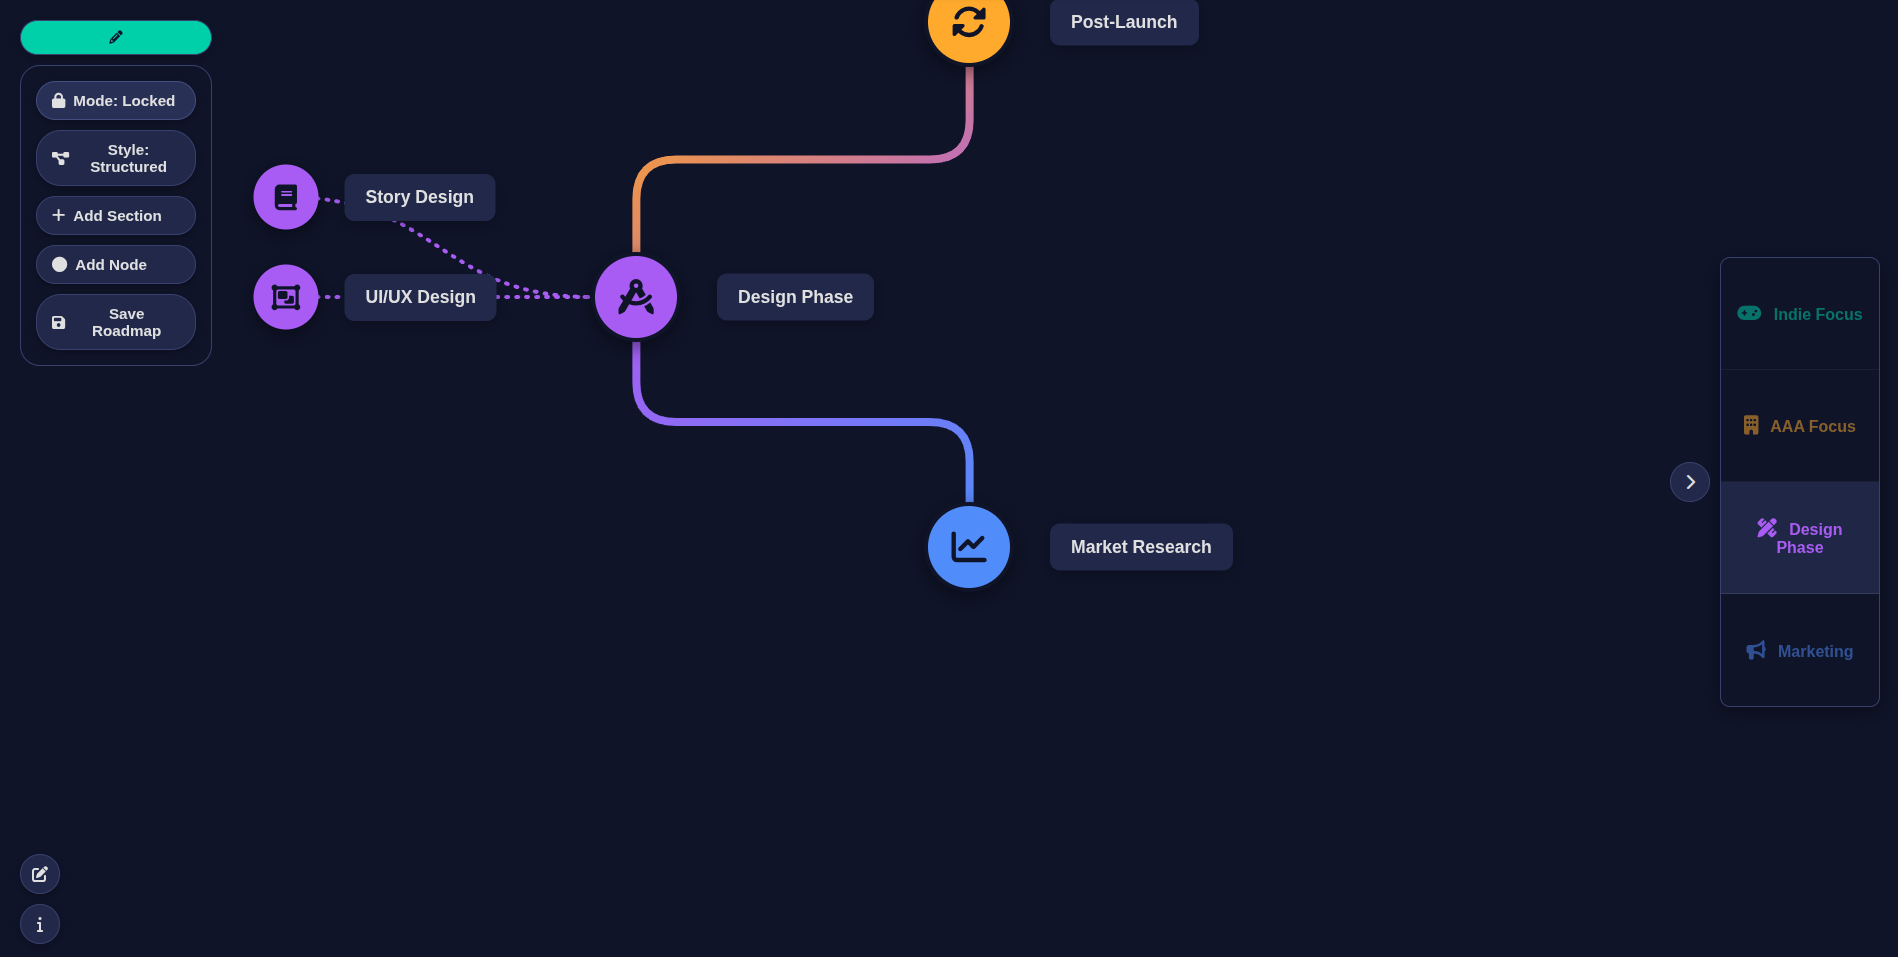 Post-Launch
Mode: Locked
Style:
Structured
Add Section
Add Node
Save
Roadmap
Story Design
UI/UX Design
Design Phase
Market Research
Indie Focus
AAA Focus
Design
Phase
Marketing